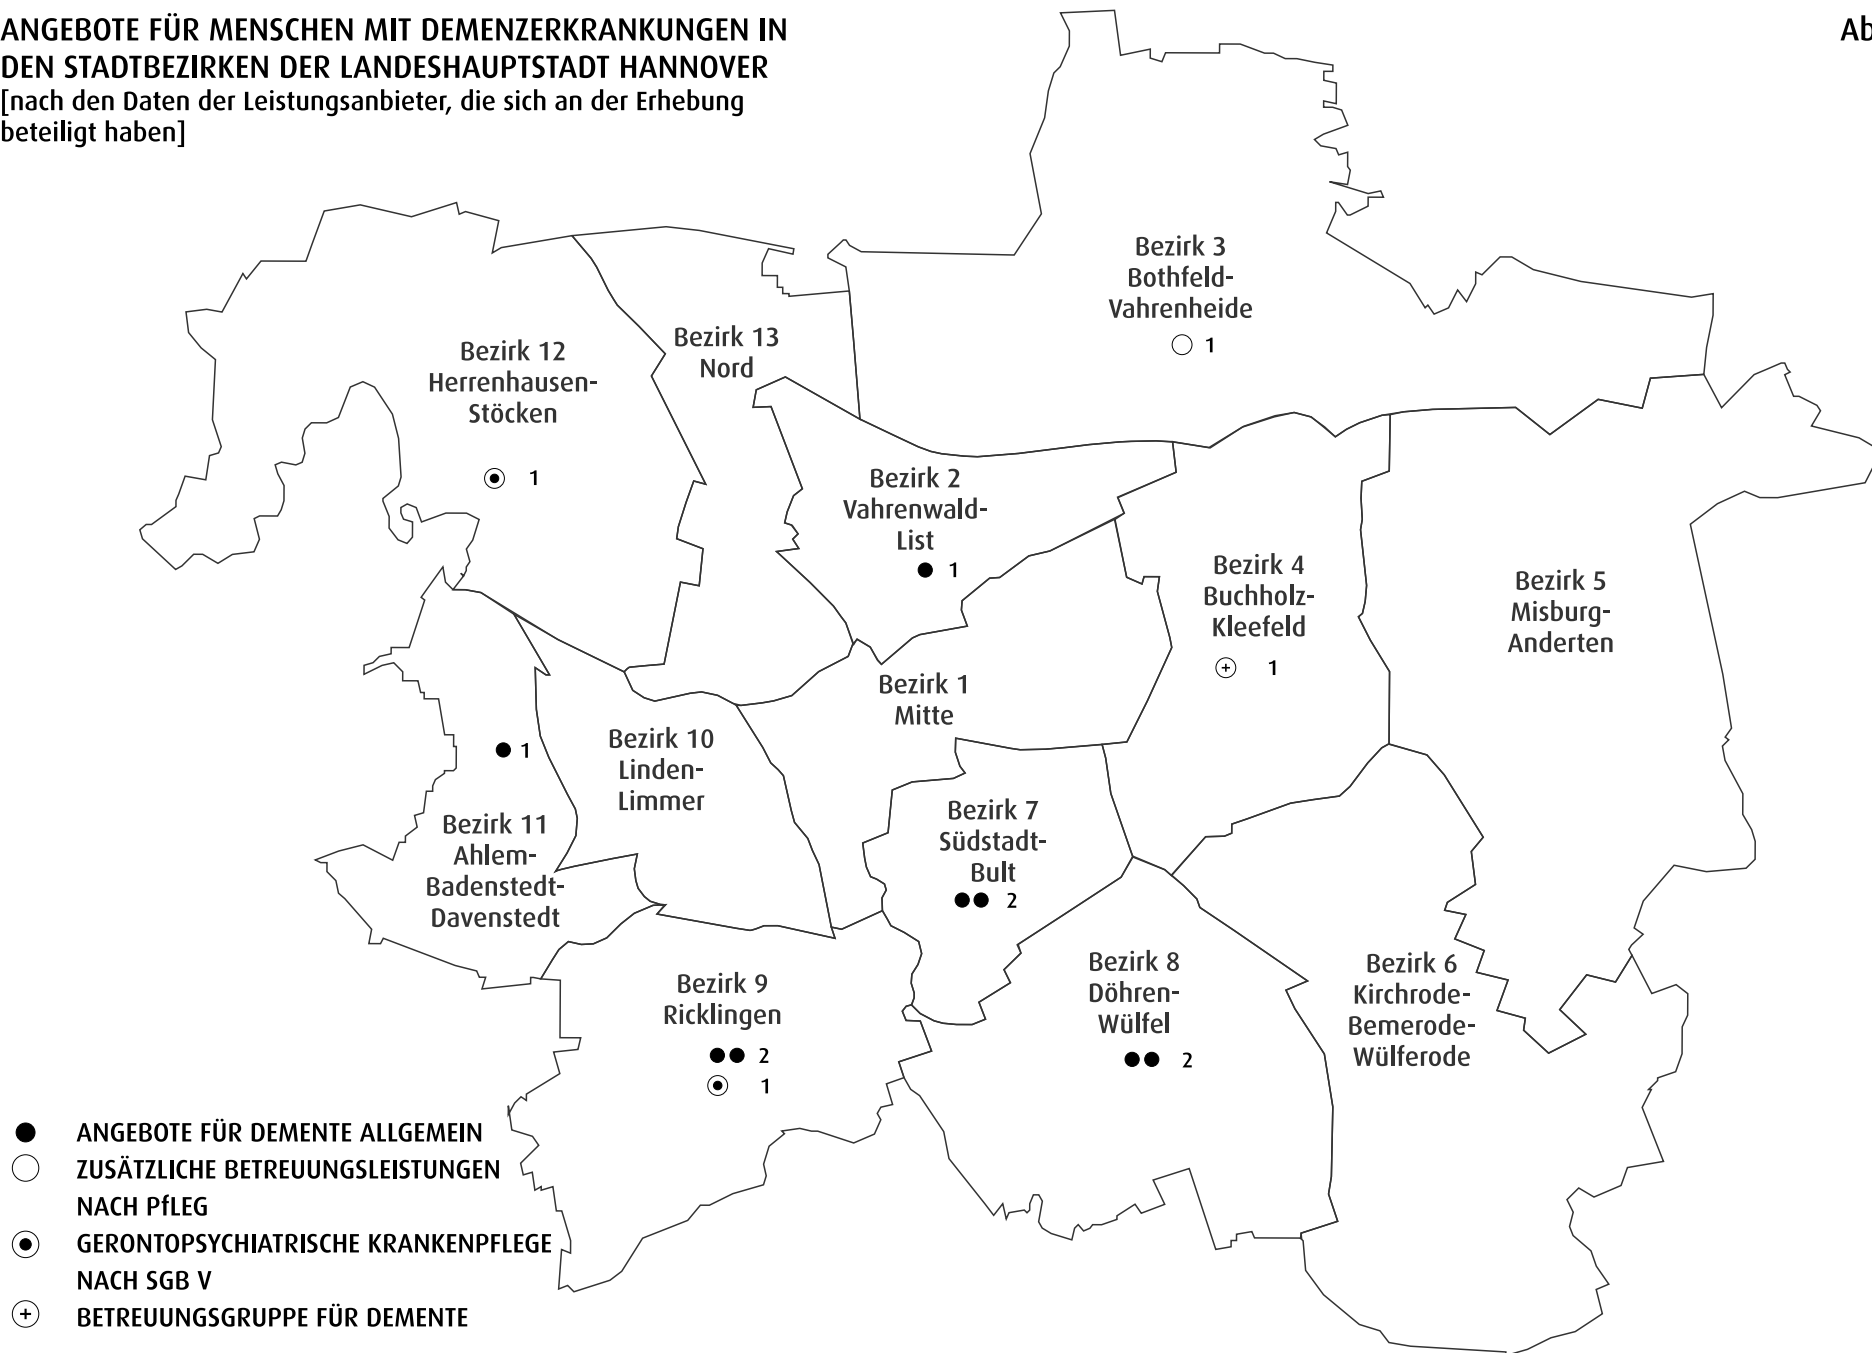 ANGEBOTE FÜR MENSCHEN MIT DEMENZERKRANKUNGEN IN
DEN STADTBEZIRKEN DER LANDESHAUPTSTADT HANNOVER
[nach den Daten der Leistungsanbieter, die sich an der Erhebung
beteiligt haben]
Ab
Bezirk 3
Bothfeld-
Vahrenheide
1
Bezirk 13
Nord
Bezirk 12
Herrenhausen-
Stöcken
1
Bezirk 2
Vahrenwald-
List
1
Bezirk 4
Buchholz-
Kleefeld
1
Bezirk 5
Misburg-
Anderten
Bezirk 1
Mitte
1
Bezirk 11
Ahlem-
Badenstedt-
Davenstedt
Bezirk 10
Linden-
Limmer
Bezirk 7
Südstadt-
Bult
2
Bezirk 9
Ricklingen
2
1
Bezirk 8
Döhren-
Wülfel
2
Bezirk 6
Kirchrode-
Bemerode-
Wülferode
ANGEBOTE FÜR DEMENTE ALLGEMEIN
ZUSÄTZLICHE BETREUUNGSLEISTUNGEN
NACH PfLEG
GERONTOPSYCHIATRISCHE KRANKENPFLEGE
NACH SGB V
BETREUUNGSGRUPPE FÜR DEMENTE